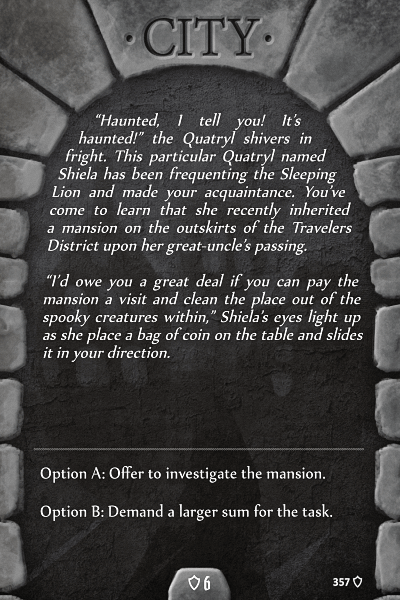 · CITY ·
“Haunted, I tell you! It’s
haunted!” the Quatryl shivers in
fright. This particular Quatryl named
Shiela has been frequenting the Sleeping
Lion and made your acquaintance. You’ve
come to learn that she recently inherited
a mansion on the outskirts of the Travelers
District upon her great-uncle’s passing.
“I’d owe you a great deal if you can pay the
mansion a visit and clean the place out of the
spooky creatures within,” Shiela’s eyes light up
as she place a bag of coin on the table and slides
it in your direction.
Option A: Offer to investigate the mansion.
Option B: Demand a larger sum for the task.
6
357